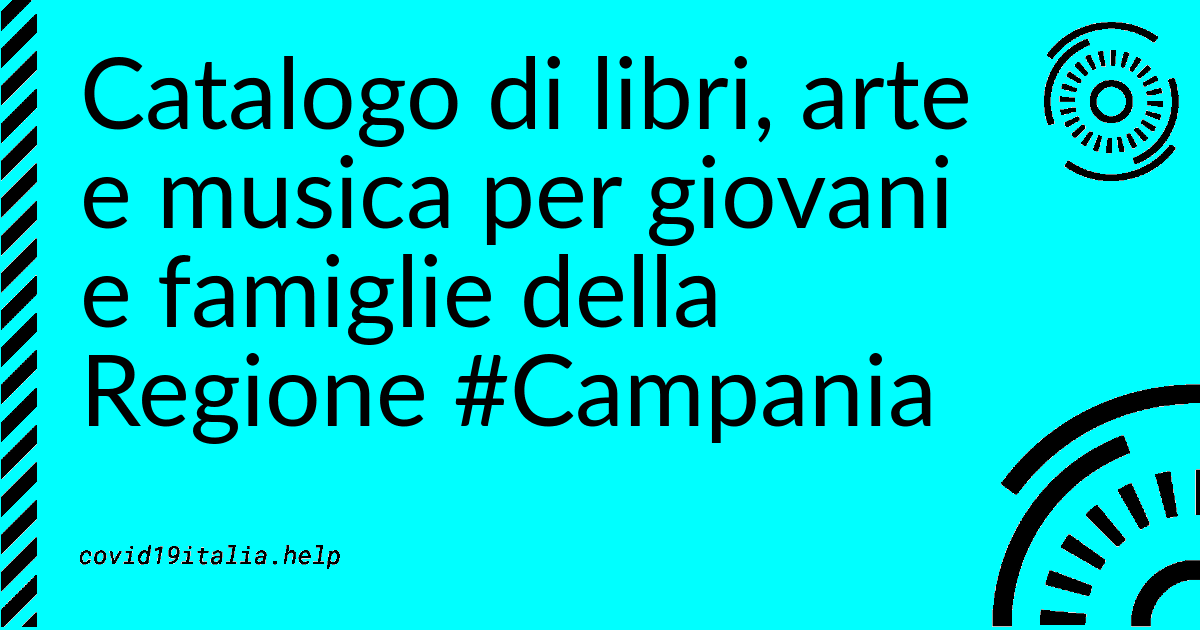 Catalogo di libri, arte
e musica per giovani
e famiglie della
Regione #Campania
covid19italia.help